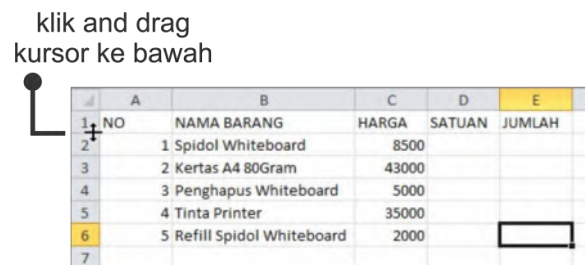 klik and drag
kursor ke bawah
A B C D E
1 NO NAMA BARANG HARGA SATUAN JUMLAH
2 1 Spidol Whiteboard 8500
3 2 Kertas A4 80Gram 43000
4 3 Penghapus Whiteboard 5000
5 4 Tinta Printer 35000
6 5 Refill Spidol Whiteboard 2000
7